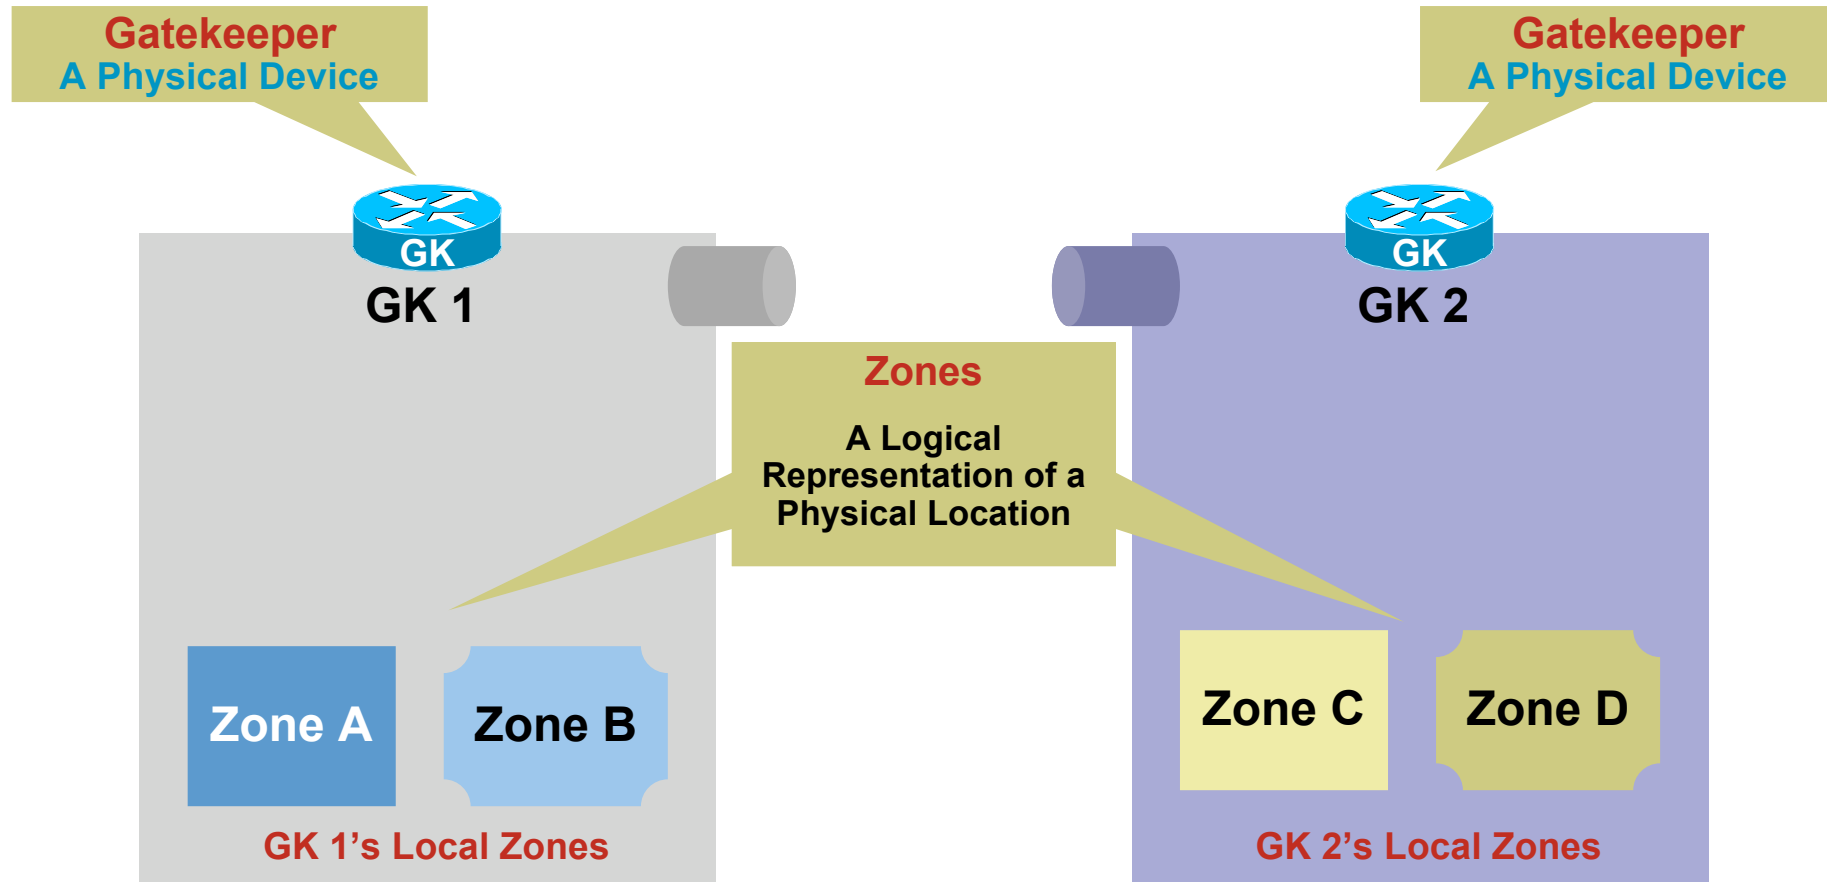 Gatekeeper
A Physical Device
Gatekeeper
A Physical Device
GK
GK 1
GK
GK 2
Zones
A Logical
Representation of a
Physical Location
Zone A
Zone B
GK 1’s Local Zones
Zone C
Zone D
GK 2’s Local Zones